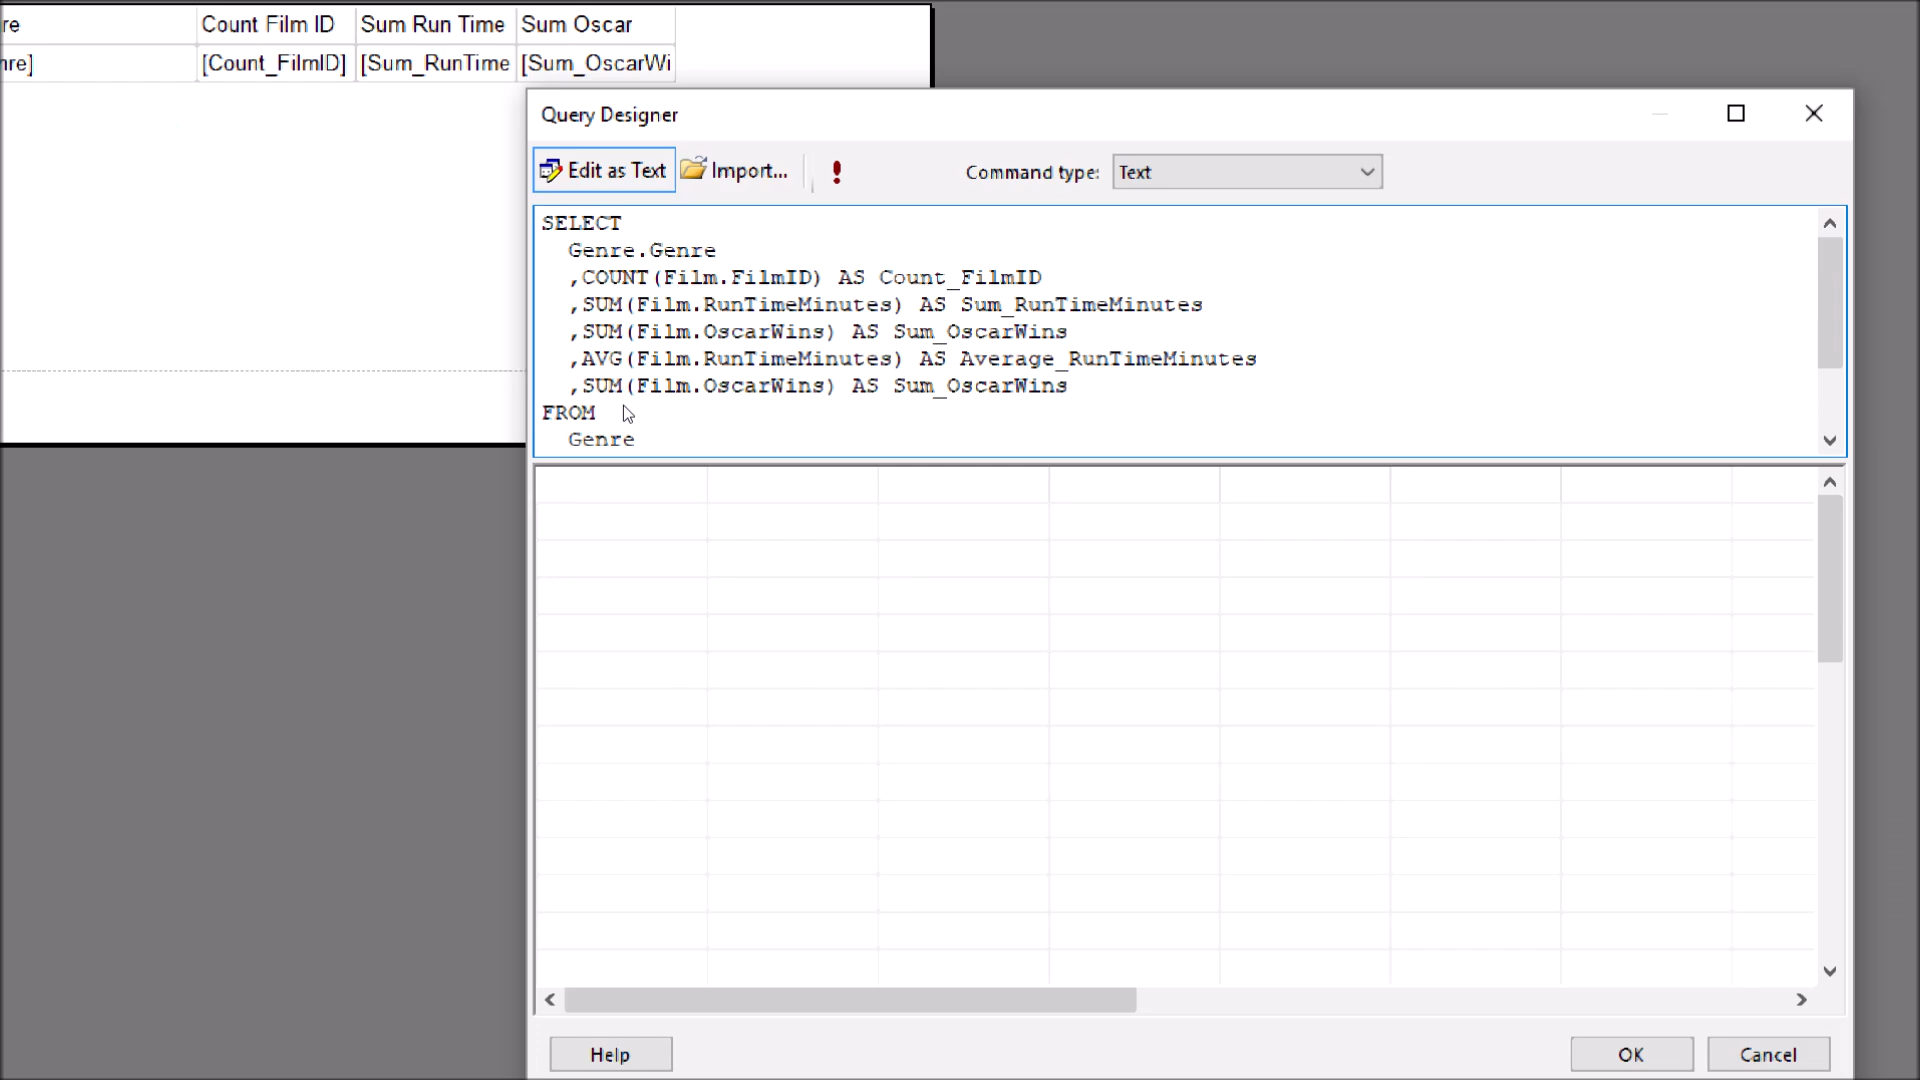 re Count Film ID Sum Run Time Sum Oscar
nre] [Count_FilmID] [Sum_RunTime [Sum_OscarWi
Query Designer
Edit as Text Import... ! Command type: Text
SELECT
Genre.Genre
,COUNT(Film.FilmID) AS Count_FilmID
,SUM(Film.RunTimeMinutes) AS Sum_RunTimeMinutes
,SUM(Film.OscarWins) AS Sum_OscarWins
,AVG(Film.RunTimeMinutes) AS Average_RunTimeMinutes
,SUM(Film.OscarWins) AS Sum_OscarWins
FROM
Genre
Help OK Cancel